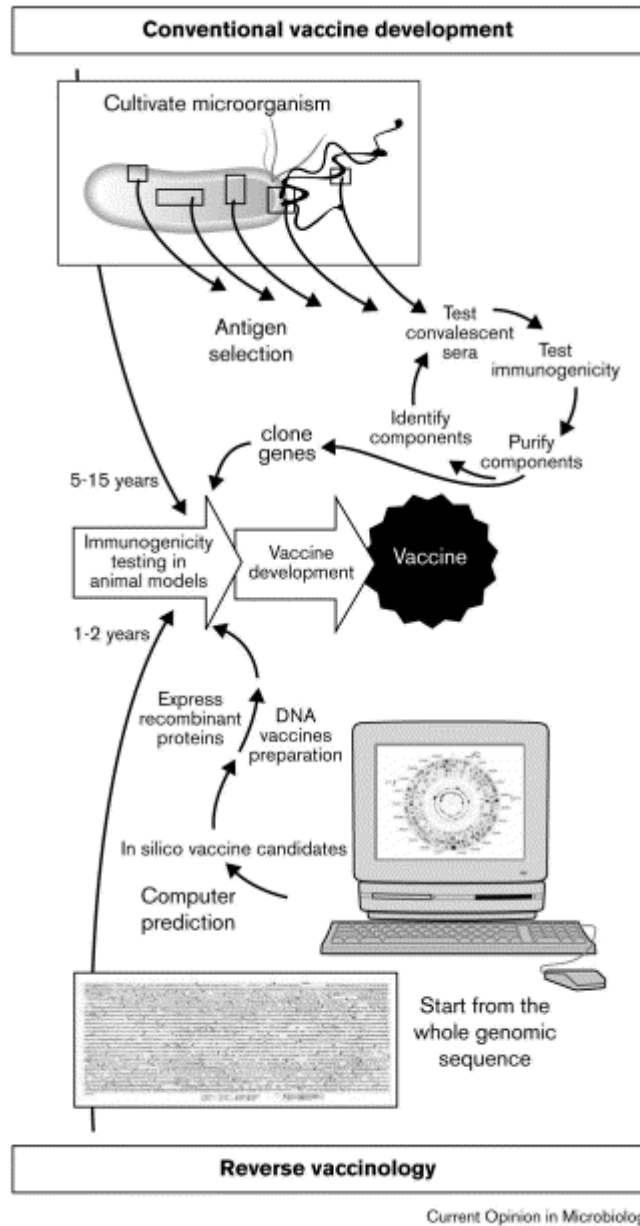 Conventional vaccine development
Cultivate microorganism
Antigen
selection
Test
convalescent
sera
Test
immunogenicity
Identify
components
Purify
components
clone
genes
5-15 years
Immunogenicity
testing in
animal models
Vaccine
development
Vaccine
1-2 years
Express
recombinant
proteins
DNA
vaccines
preparation
In silico vaccine candidates
Computer
prediction
Start from the
whole genomic
sequence
Reverse vaccinology
Current Opinion in Microbiolog